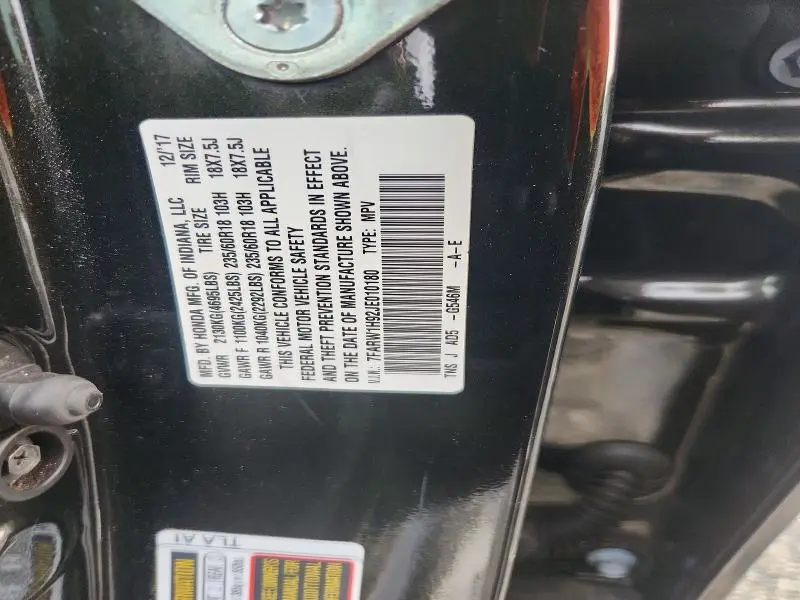 MFD. BY HONDA MFG. OF INDIANA, LLC 12/'17
GVWR 2130KG(4695LBS) TIRE SIZE RIM SIZE
GAWR F 1100KG(2425LBS) 235/60R18 103H 18X7.5J
GAWR R 1040KG(2292LBS) 235/60R18 103H 18X7.5J
THIS VEHICLE CONFORMS TO ALL APPLICABLE
FEDERAL MOTOR VEHICLE SAFETY
AND THEFT PREVENTION STANDARDS IN EFFECT
ON THE DATE OF MANUFACTURE SHOWN ABOVE.
V.I.N.: 7FARW1H92JE010180 TYPE: MPV
TNS J AD5 -G546M -A-E
TLA A1